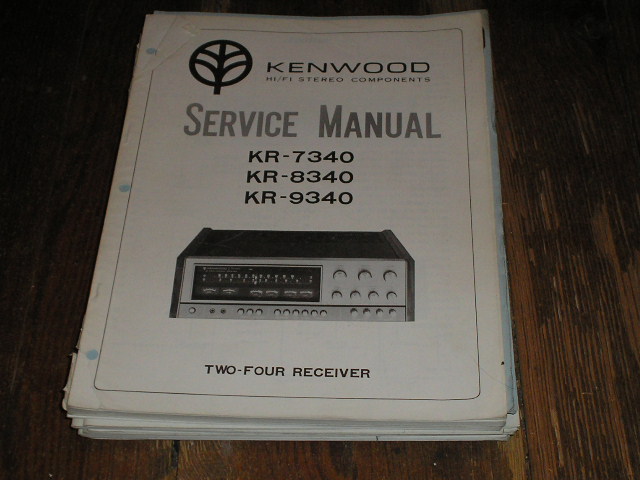 KENWOOD
HI/FI STEREO COMPONENTS
SERVICE MANUAL
KR-7340
KR-8340
KR-9340
TWO-FOUR RECEIVER